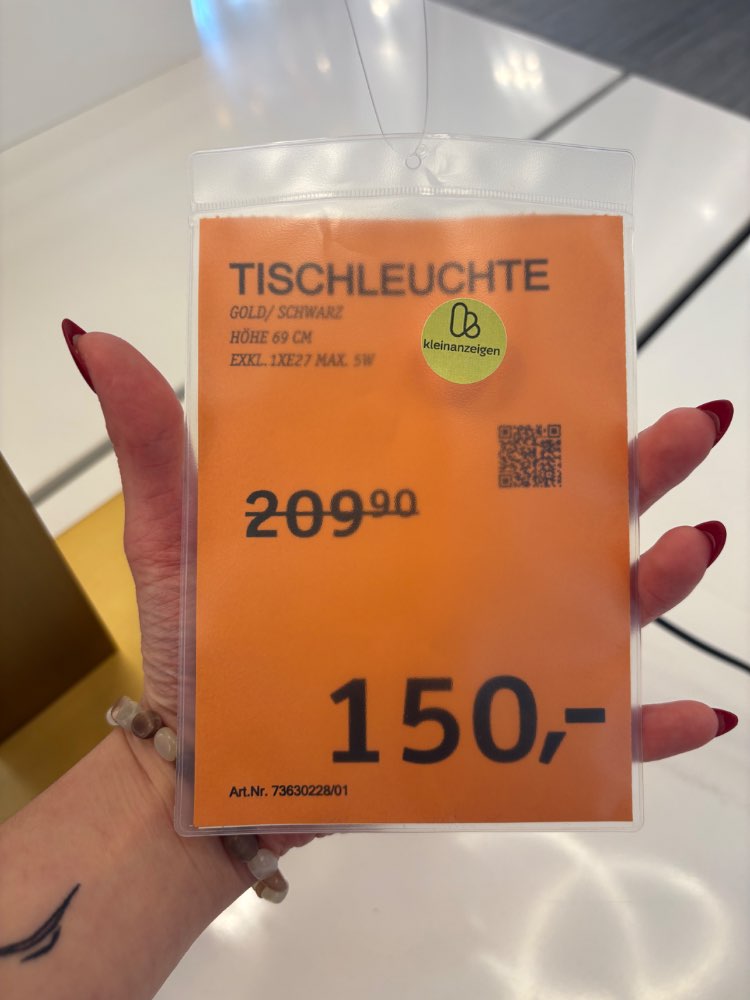 TISCHLEUCHTE
GOLD/ SCHWARZ
HÖHE 69 CM
EXKL. 1XE27 MAX. 5W
kleinanzeigen
209 90
150,-
Art.Nr. 73630228/01